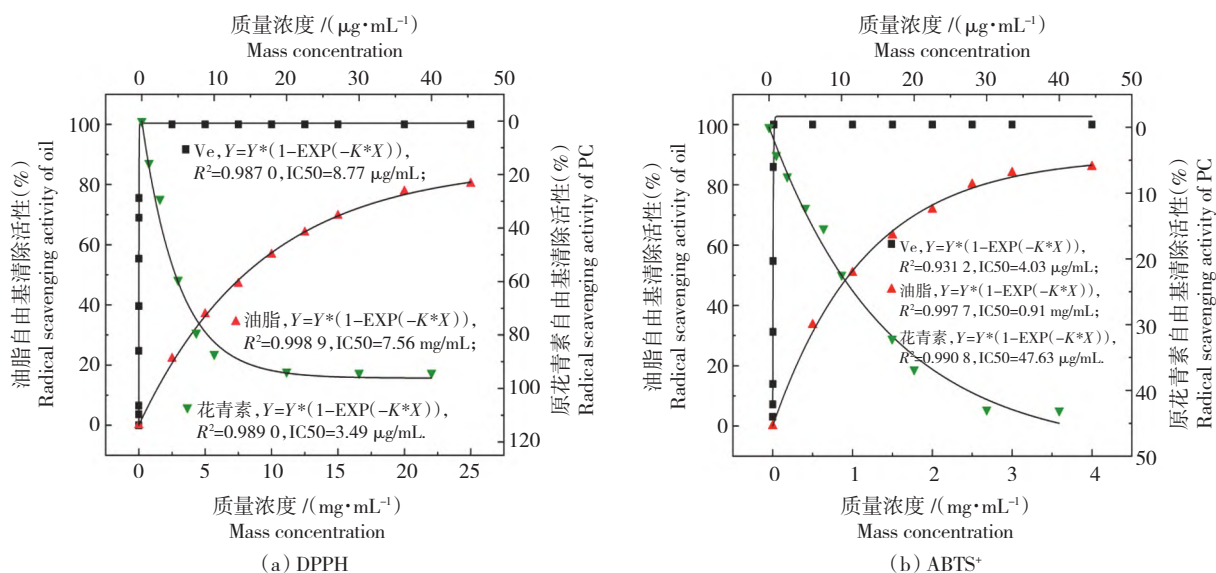 质量浓度 /(μg•mL⁻¹)
Mass concentration
0 10 20 30 40 50
油脂自由基清除活性(%)
Radical scavenging activity of oil
100
80
60
40
20
0
■ Ve,Y=Y*(1-EXP(-K*X)),
R²=0.987 0,IC50=8.77 μg/mL;
▲ 油脂,Y=Y*(1-EXP(-K*X)),
R²=0.998 9,IC50=7.56 mg/mL;
▼ 花青素,Y=Y*(1-EXP(-K*X)),
R²=0.989 0,IC50=3.49 μg/mL.
0
20
40
60
80
100
120
原花青素自由基清除活性(%)
Radical scavenging activity of PC
0 5 10 15 20 25
质量浓度 /(mg•mL⁻¹)
Mass concentration
(a) DPPH
质量浓度 /(μg•mL⁻¹)
Mass concentration
0 10 20 30 40 50
油脂自由基清除活性(%)
Radical scavenging activity of oil
100
80
60
40
20
0
■ Ve,Y=Y*(1-EXP(-K*X)),
R²=0.931 2,IC50=4.03 μg/mL;
▲ 油脂,Y=Y*(1-EXP(-K*X)),
R²=0.997 7,IC50=0.91 mg/mL;
▼ 花青素,Y=Y*(1-EXP(-K*X)),
R²=0.990 8,IC50=47.63 μg/mL.
0
10
20
30
40
50
原花青素自由基清除活性(%)
Radical scavenging activity of PC
0 1 2 3 4
质量浓度 /(mg•mL⁻¹)
Mass concentration
(b) ABTS⁺